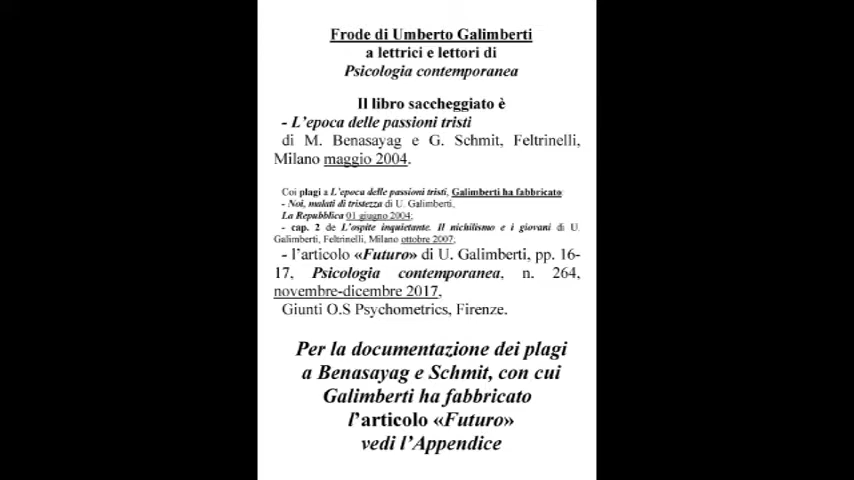 Frode di Umberto Galimberti
a lettrici e lettori di
Psicologia contemporanea
Il libro saccheggiato è
- L’epoca delle passioni tristi
di M. Benasayag e G. Schmit, Feltrinelli,
Milano maggio 2004.
Coi plagi a L’epoca delle passioni tristi, Galimberti ha fabbricato:
- Noi, malati di tristezza di U. Galimberti,
La Repubblica 01 giugno 2004;
- cap. 2 de L’ospite inquietante. Il nichilismo e i giovani di U.
Galimberti, Feltrinelli, Milano ottobre 2007;
- l’articolo «Futuro» di U. Galimberti, pp. 16-
17, Psicologia contemporanea, n. 264,
novembre-dicembre 2017,
Giunti O.S Psychometrics, Firenze.
Per la documentazione dei plagi
a Benasayag e Schmit, con cui
Galimberti ha fabbricato
l’articolo «Futuro»
vedi l’Appendice